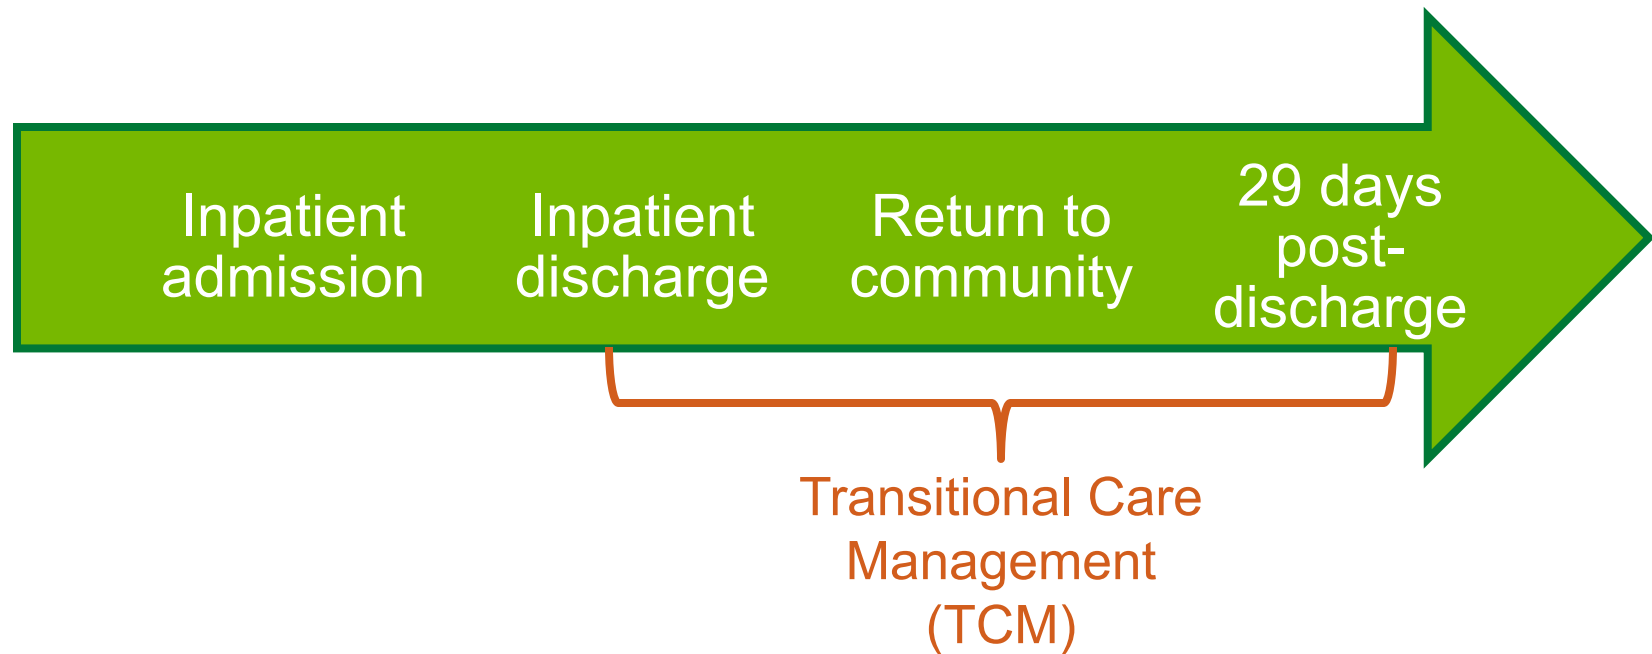 Inpatient
admission
Inpatient
discharge
Return to
community
29 days
post-
discharge
Transitional Care
Management
(TCM)